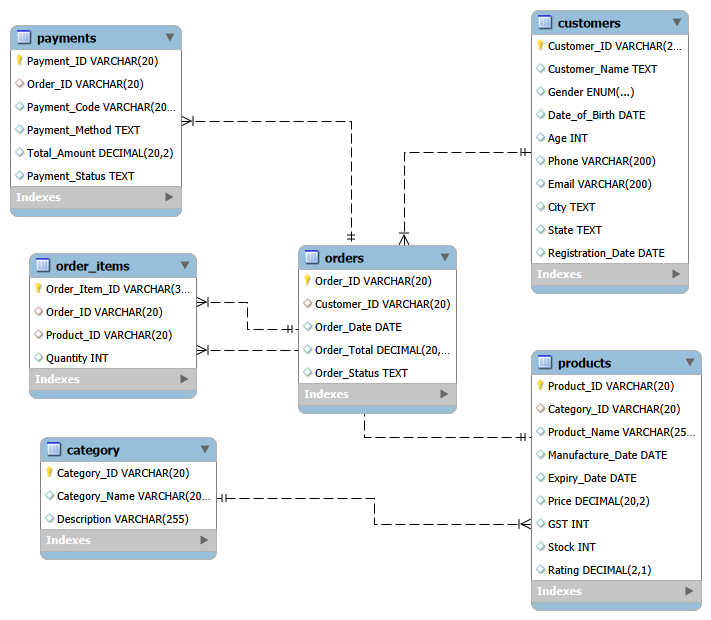 payments
Payment_ID VARCHAR(20)
Order_ID VARCHAR(20)
Payment_Code VARCHAR(20...
Payment_Method TEXT
Total_Amount DECIMAL(20,2)
Payment_Status TEXT
Indexes
customers
Customer_ID VARCHAR(2...
Customer_Name TEXT
Gender ENUM(...)
Date_of_Birth DATE
Age INT
Phone VARCHAR(200)
Email VARCHAR(200)
City TEXT
State TEXT
Registration_Date DATE
Indexes
order_items
Order_Item_ID VARCHAR(3...
Order_ID VARCHAR(20)
Product_ID VARCHAR(20)
Quantity INT
Indexes
orders
Order_ID VARCHAR(20)
Customer_ID VARCHAR(20)
Order_Date DATE
Order_Total DECIMAL(20,...
Order_Status TEXT
Indexes
category
Category_ID VARCHAR(20)
Category_Name VARCHAR(20...
Description VARCHAR(255)
Indexes
products
Product_ID VARCHAR(20)
Category_ID VARCHAR(20)
Product_Name VARCHAR(25...
Manufacture_Date DATE
Expiry_Date DATE
Price DECIMAL(20,2)
GST INT
Stock INT
Rating DECIMAL(2,1)
Indexes